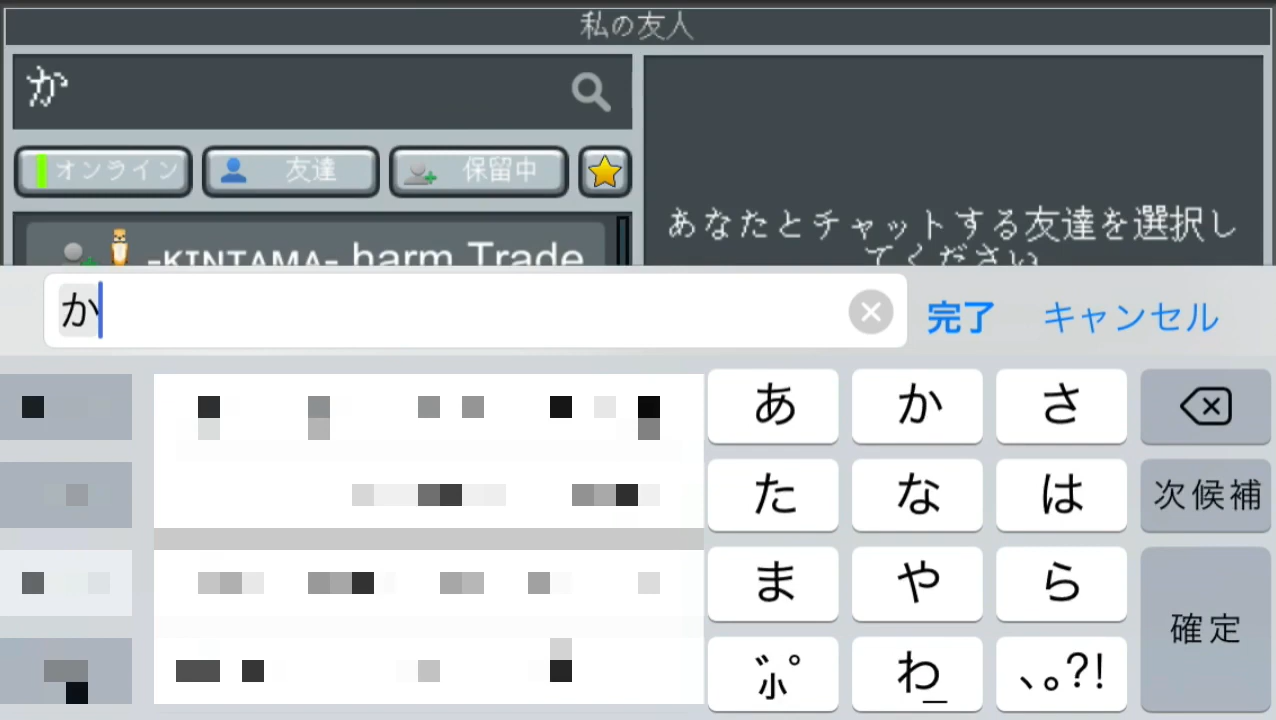 私の友人
か
オンライン 友達 保留中
-KINTAMA- harm Trade
あなたとチャットする友達を選択し
てください
か 完了 キャンセル
あ か さ
た な は 次候補
ま や ら
確定
゛゜小 わ_ 、。?!